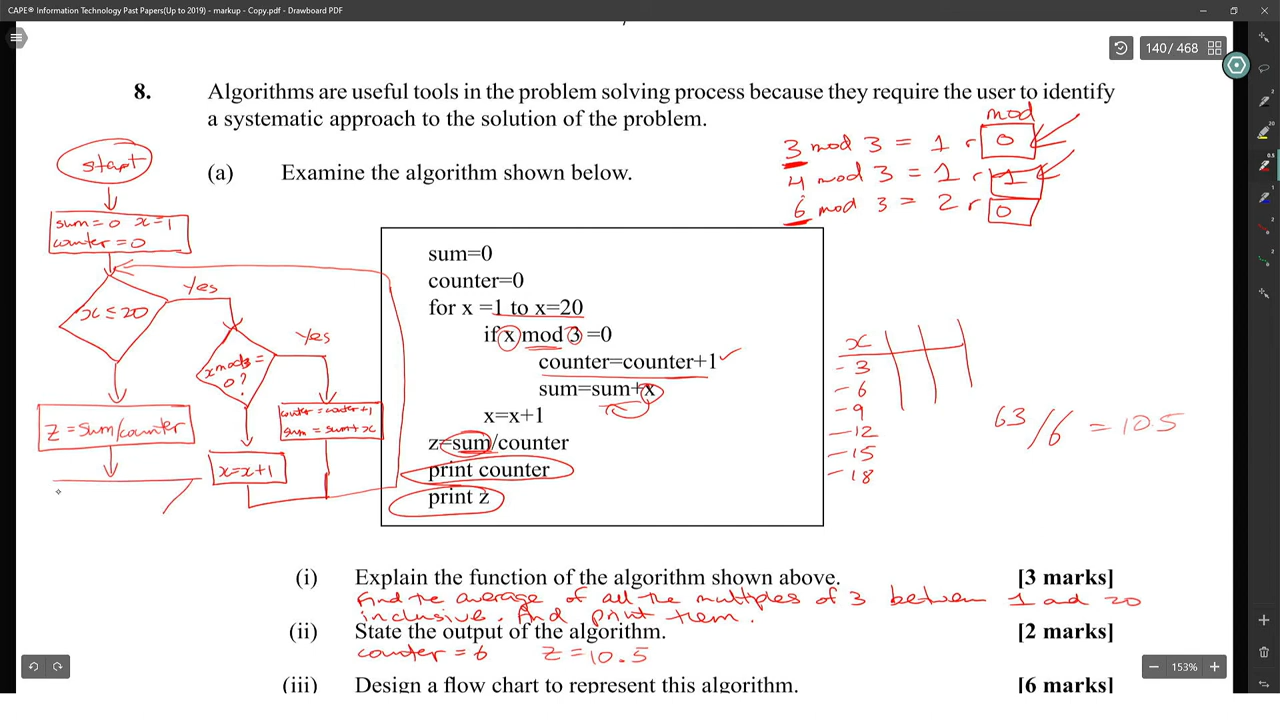 CAPE® Information Technology Past Papers(Up to 2019) - markup - Copy.pdf - Drawboard PDF
140 / 468
8. Algorithms are useful tools in the problem solving process because they require the user to identify
a systematic approach to the solution of the problem.
mod
3 mod 3 = 1 r 0
4 mod 3 = 1 r 1
6 mod 3 = 2 r 0
(a) Examine the algorithm shown below.
start
sum=0 x=1
counter=0
x≤20
Yes
x mod 3 =
0?
Yes
counter=counter+1
sum=sum+x
x=x+1
Z=sum/counter
sum=0
counter=0
for x =1 to x=20
if x mod 3 =0
counter=counter+1
sum=sum+x
x=x+1
z=sum/counter
print counter
print z
x
-3
-6
-9
-12
-15
-18
63/6 = 10.5
(i) Explain the function of the algorithm shown above. [3 marks]
Find the average of all the multiples of 3 between 1 ad 20
inclusive. And print them.
(ii) State the output of the algorithm. [2 marks]
counter = 6 Z = 10.5
(iii) Design a flow chart to represent this algorithm. [6 marks]
153%